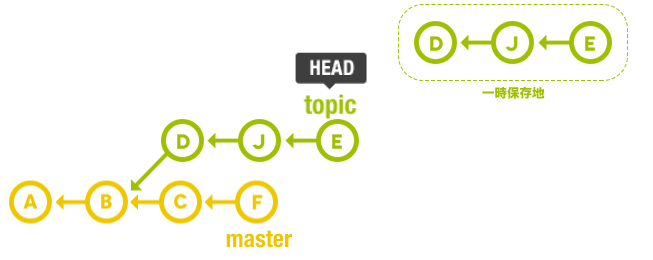 D J E
一時保存地
HEAD
topic
D J E
A B C F
master